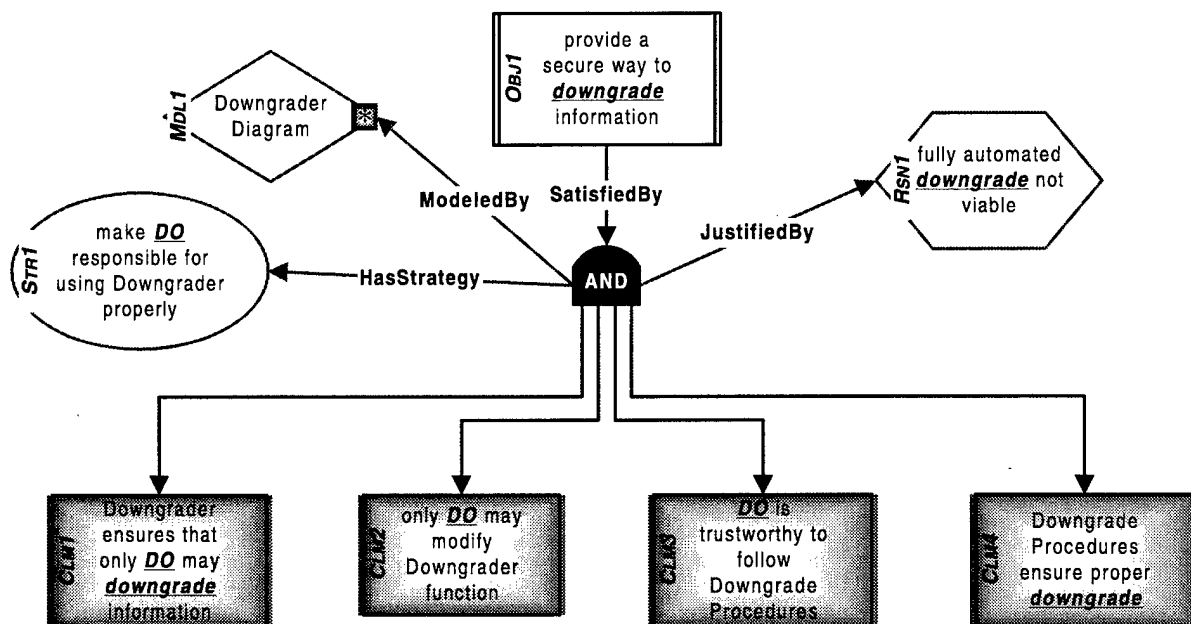 OBJ1
provide a
secure way to
downgrade
information
MDL1
Downgrader
Diagram
RSN1
fully automated
downgrade not
viable
ModeledBy
SatisfiedBy
JustifiedBy
STR1
make DO
responsible for
using Downgrader
properly
HasStrategy
AND
CLM1
Downgrader
ensures that
only DO may
downgrade
information
CLM2
only DO may
modify
Downgrader
function
CLM3
DO is
trustworthy to
follow
Downgrade
Procedures
CLM4
Downgrade
Procedures
ensure proper
downgrade